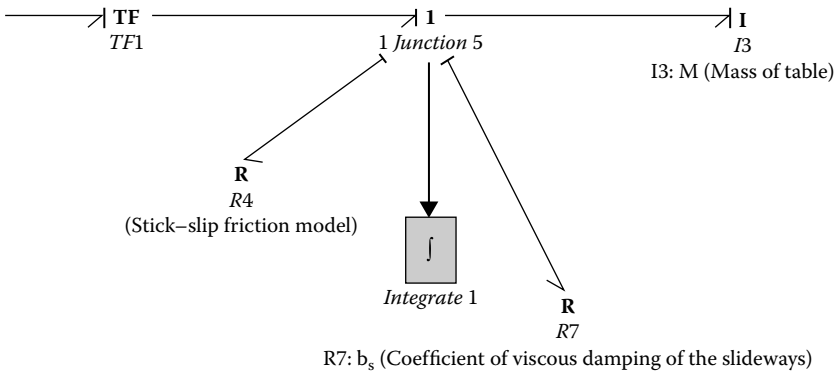 TF 1 I
TF1 1 Junction 5 I3
I3: M (Mass of table)
R
R4
(Stick–slip friction model)
∫
Integrate 1
R
R7
R7: bs (Coefficient of viscous damping of the slideways)